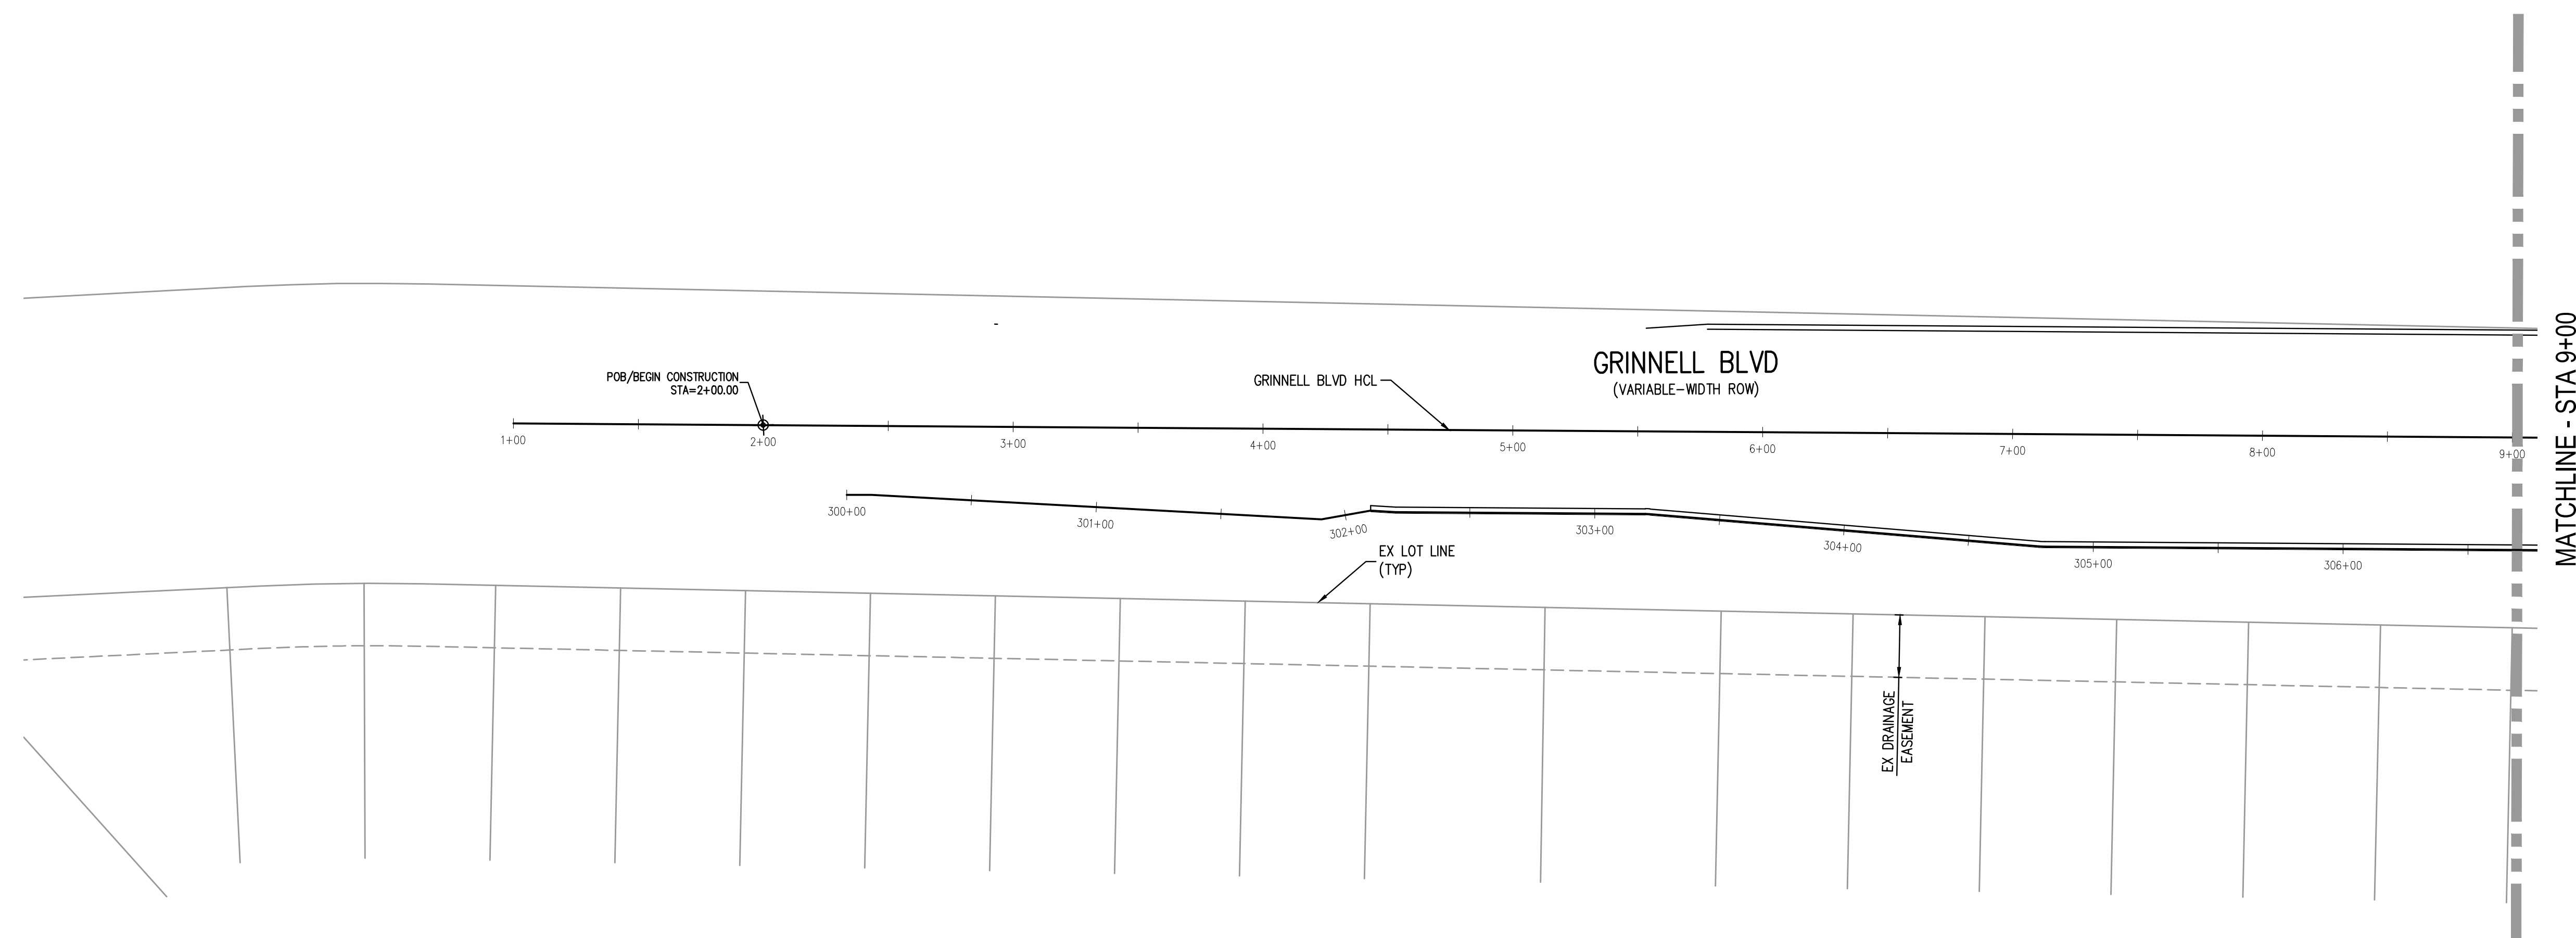 GRINNELL BLVD
(VARIABLE-WIDTH ROW)
POB/BEGIN CONSTRUCTION
STA=2+00.00
GRINNELL BLVD HCL
1+00
2+00
3+00
4+00
5+00
6+00
7+00
8+00
9+00
300+00
301+00
302+00
303+00
304+00
305+00
306+00
EX LOT LINE
(TYP)
EX DRAINAGE
EASEMENT
MATCHLINE - STA 9+00